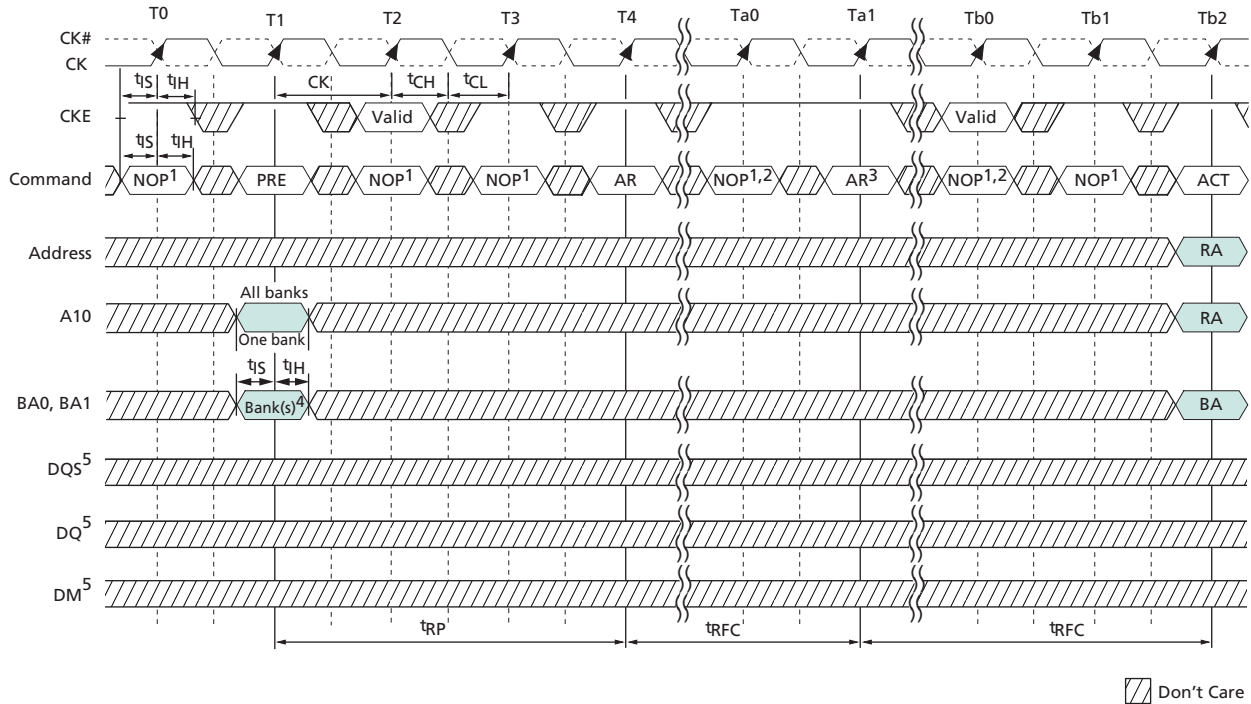 T0 T1 T2 T3 T4 Ta0 Ta1 Tb0 Tb1 Tb2
CK#
CK
tIS tIH CK tCH tCL
CKE Valid Valid
tIS tIH
Command NOP1 PRE NOP1 NOP1 AR NOP1,2 AR3 NOP1,2 NOP1 ACT
Address RA
All banks
A10 RA
One bank
tIS tIH
BA0, BA1 Bank(s)4 BA
DQS5
DQ5
DM5
tRP tRFC tRFC
Don't Care